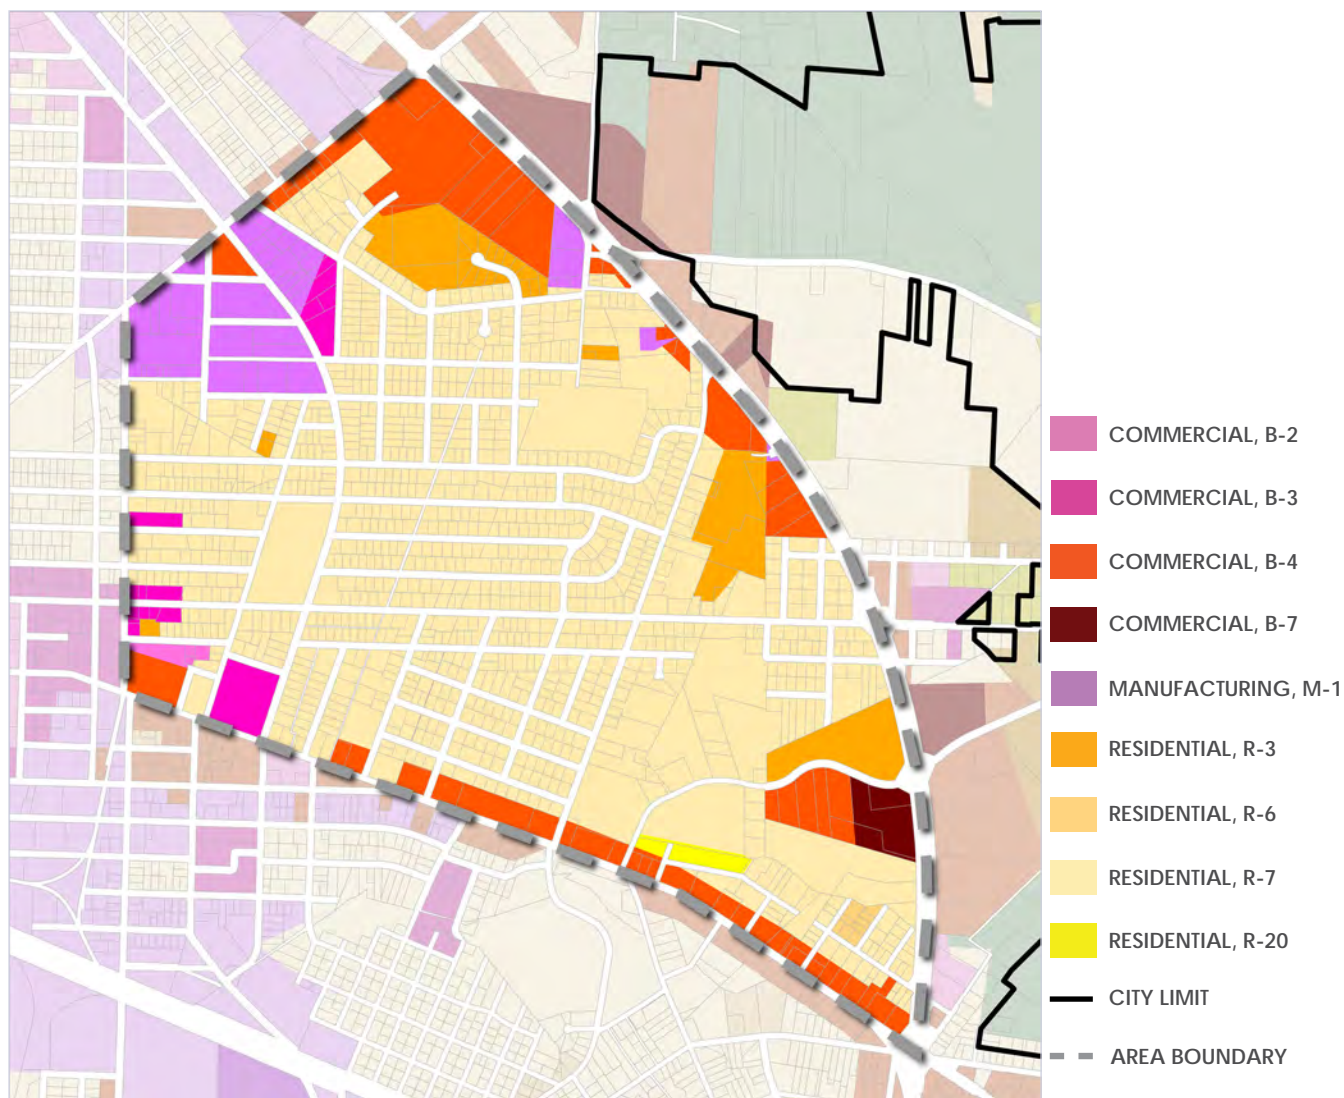 COMMERCIAL, B-2
COMMERCIAL, B-3
COMMERCIAL, B-4
COMMERCIAL, B-7
MANUFACTURING, M-1
RESIDENTIAL, R-3
RESIDENTIAL, R-6
RESIDENTIAL, R-7
RESIDENTIAL, R-20
CITY LIMIT
AREA BOUNDARY